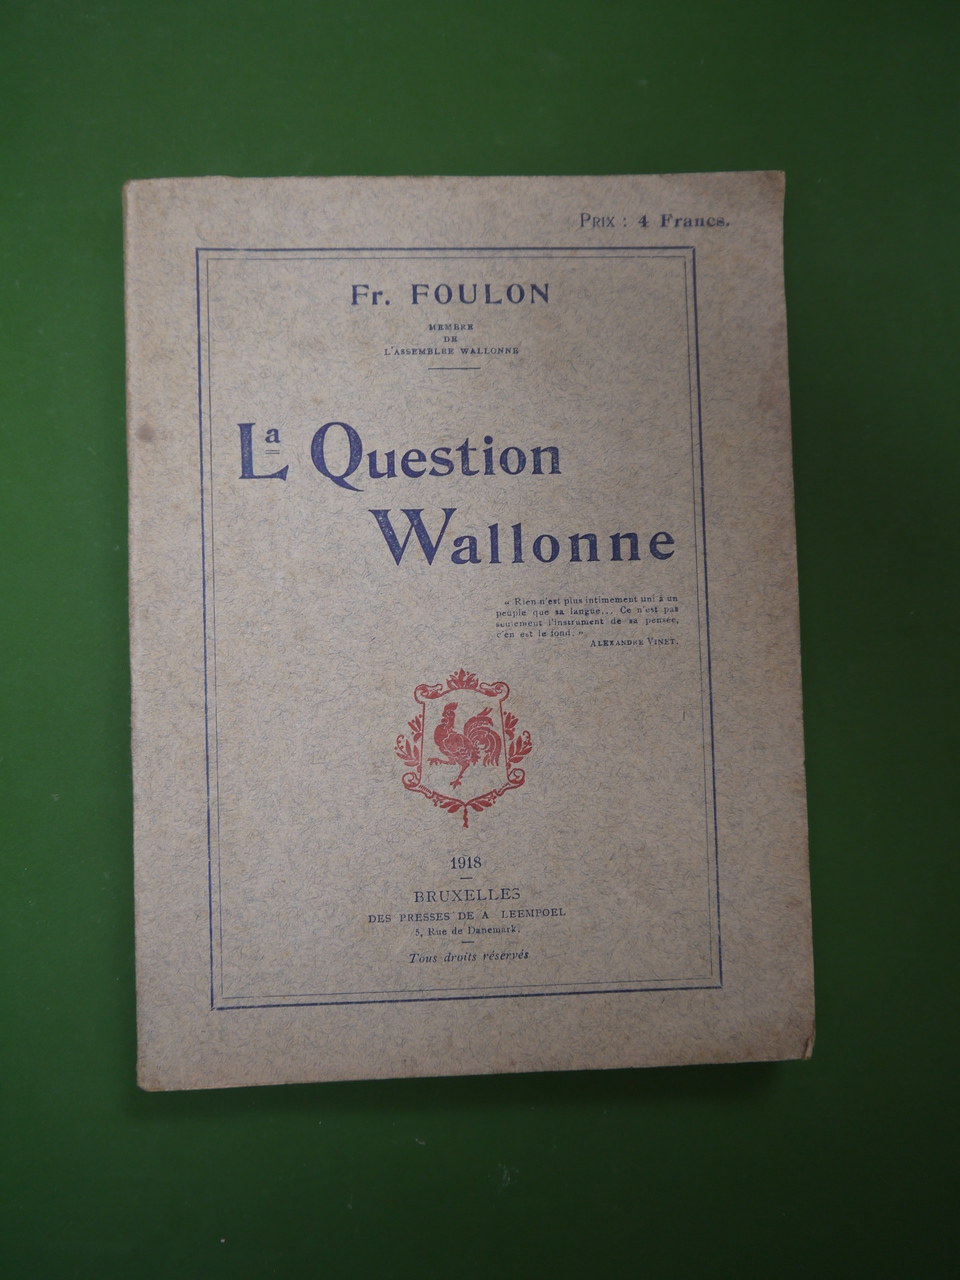 PRIX : 4 Francs.
Fr. FOULON
MEMBRE
DE
L'ASSEMBLEE WALLONNE
La Question
Wallonne
« Rien n'est plus intimement uni à un
peuple que sa langue... Ce n'est pas
seulement l'instrument de sa pensée,
c'en est le fond. »
ALEXANDRE VINET.
1918
BRUXELLES
DES PRESSES DE A LEEMPOEL
5, Rue de Danemark.
Tous droits réservés